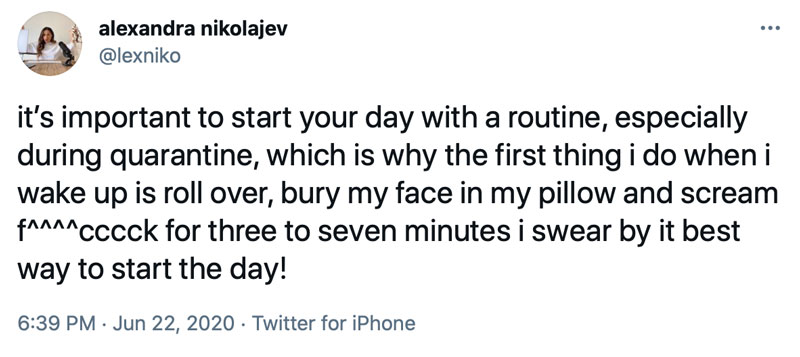 alexandra nikolajev
@lexniko
it’s important to start your day with a routine, especially
during quarantine, which is why the first thing i do when i
wake up is roll over, bury my face in my pillow and scream
f^^^^cccck for three to seven minutes i swear by it best
way to start the day!
6:39 PM · Jun 22, 2020 · Twitter for iPhone